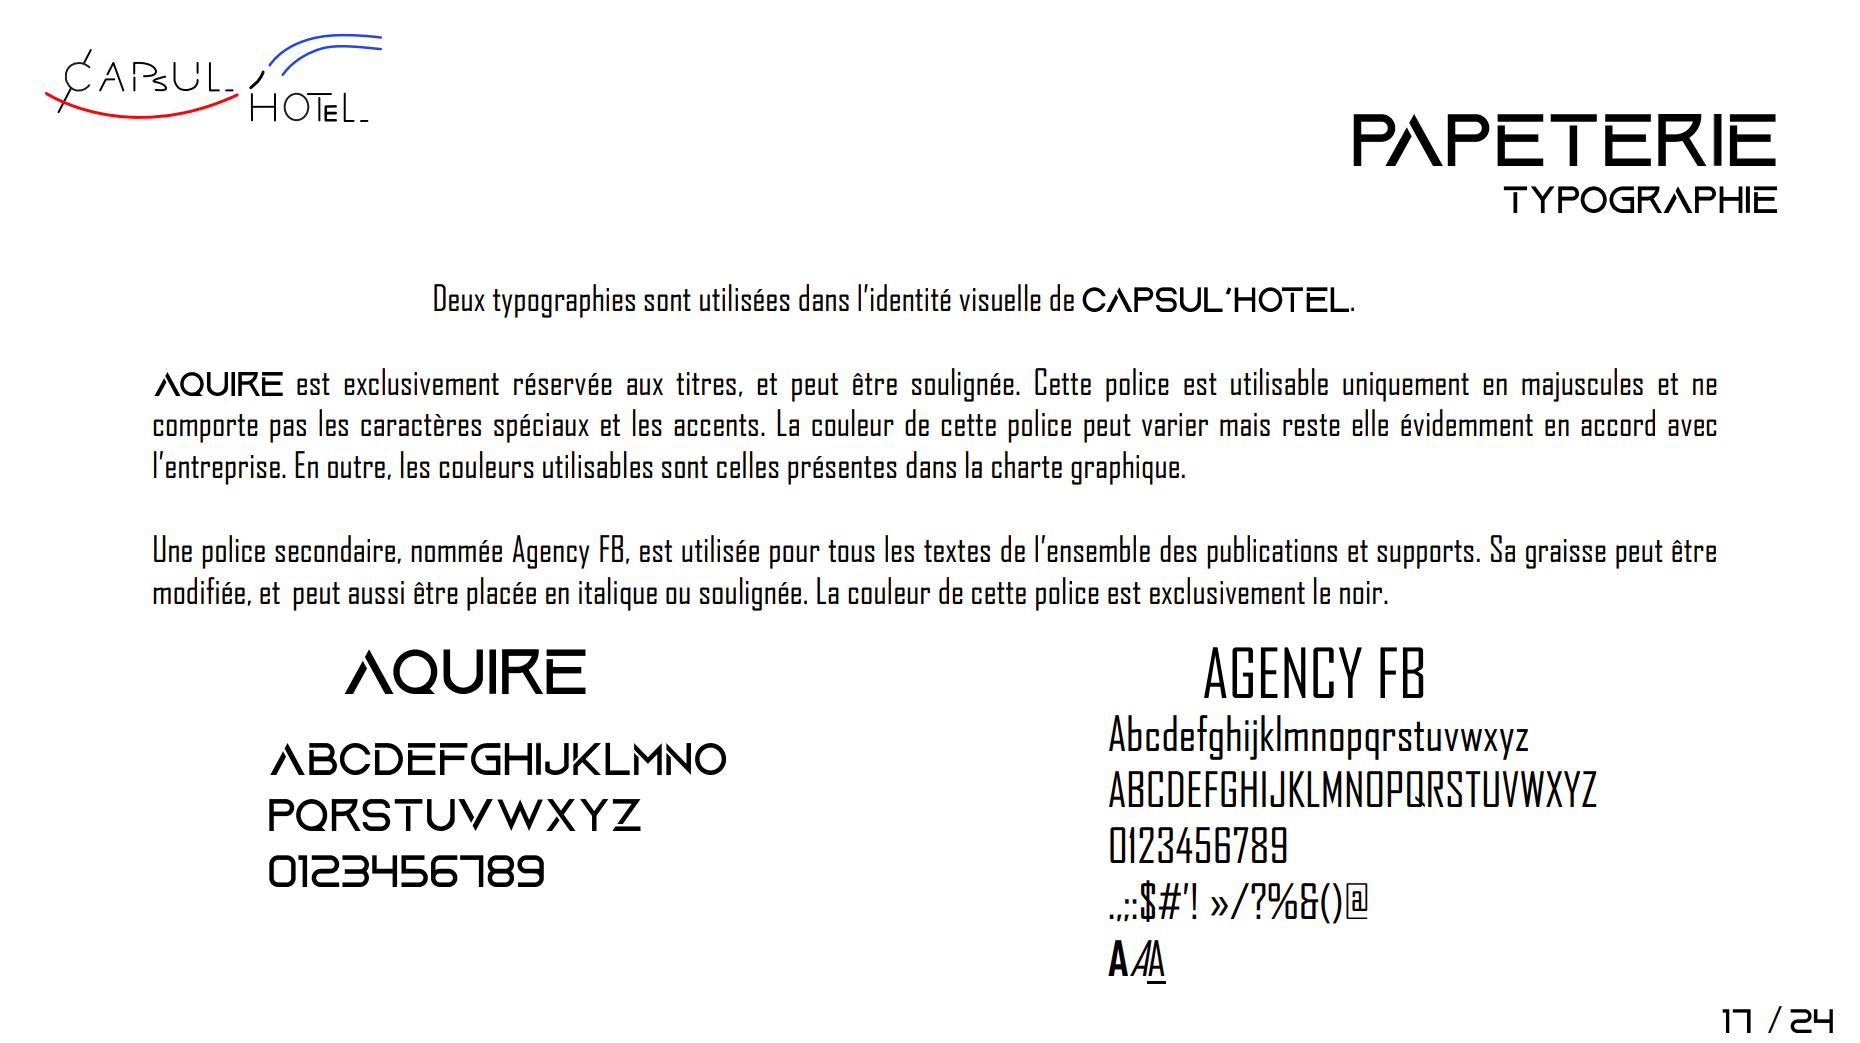 CAPSUL_
'HOTEL_
PAPETERIE
TYPOGRAPHIE
Deux typographies sont utilisées dans l'identité visuelle de CAPSUL'HOTEL.
AQUIRE est exclusivement réservée aux titres, et peut être soulignée. Cette police est utilisable uniquement en majuscules et ne
comporte pas les caractères spéciaux et les accents. La couleur de cette police peut varier mais reste elle évidemment en accord avec
l'entreprise. En outre, les couleurs utilisables sont celles présentes dans la charte graphique.
Une police secondaire, nommée Agency FB, est utilisée pour tous les textes de l'ensemble des publications et supports. Sa graisse peut être
modifiée, et peut aussi être placée en italique ou soulignée. La couleur de cette police est exclusivement le noir.
AQUIRE
ABCDEFGHIJKLMNO
PQRSTUVWXYZ
0123456789
AGENCY FB
Abcdefghijklmnopqrstuvwxyz
ABCDEFGHIJKLMNOPQRSTUVWXYZ
0123456789
.,;:$#'! »/?%&()@
AAA
17 / 24